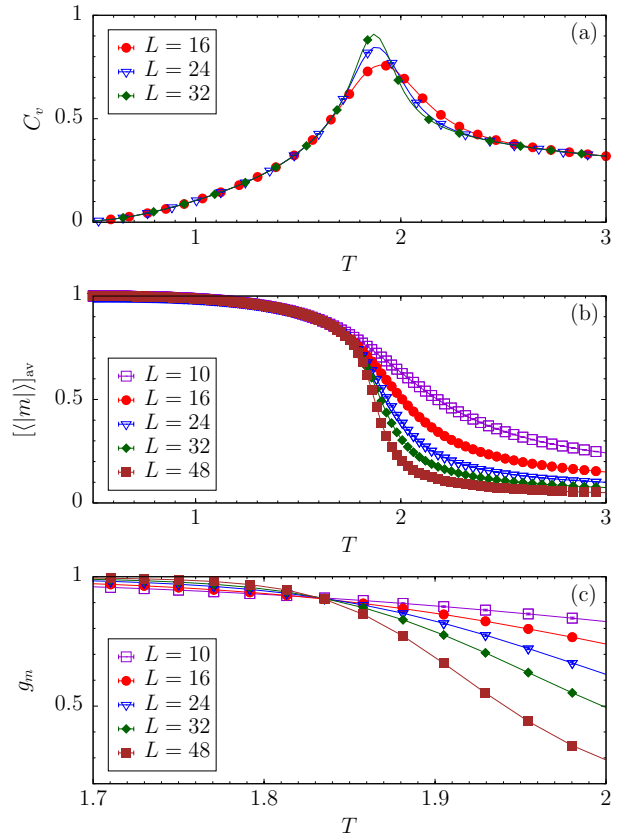 (a)
L = 16
L = 24
L = 32
C_v
1
0.5
0
1
2
3
T
(b)
L = 10
L = 16
L = 24
L = 32
L = 48
[⟨|m|⟩]_av
1
0.5
0
1
2
3
T
(c)
L = 10
L = 16
L = 24
L = 32
L = 48
g_m
1
0.5
1.7
1.8
1.9
2
T